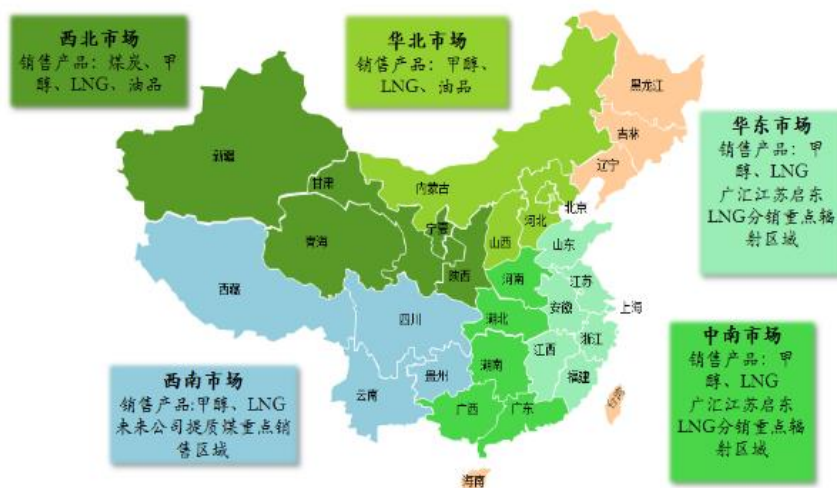 西北市场
销售产品：煤炭、甲
醇、LNG、油品
华北市场
销售产品：甲醇、
LNG、油品
华东市场
销售产品：甲
醇、LNG
广汇江苏启东
LNG分销重点辐
射区域
黑龙江
吉林
辽宁
新疆
甘肃
内蒙古
北京
宁夏
河北
山西
山东
青海
陕西
河南
江苏
西藏
安徽
上海
四川
湖北
浙江
江西
湖南
贵州
福建
云南
广西
广东
台湾
海南
西南市场
销售产品:甲醇、LNG
未来公司提质煤重点销
售区域
中南市场
销售产品：甲
醇、LNG
广汇江苏启东
LNG分销重点辐
射区域